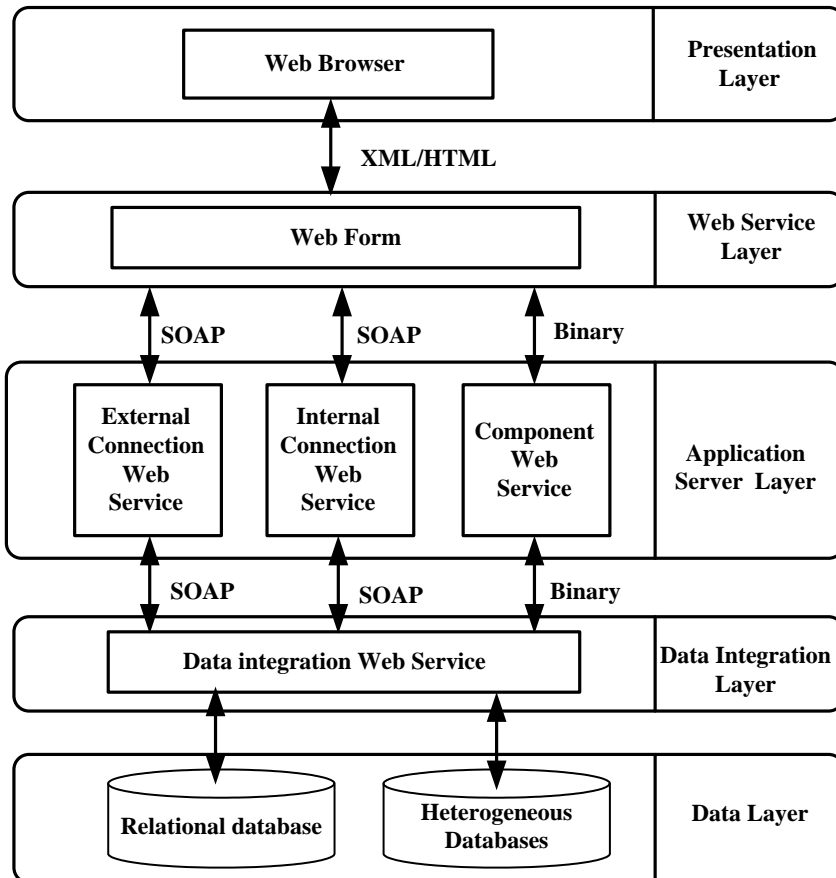 Web Browser
Presentation
Layer
XML/HTML
Web Form
Web Service
Layer
SOAP
SOAP
Binary
External
Connection
Web
Service
Internal
Connection
Web
Service
Component
Web
Service
Application
Server Layer
SOAP
SOAP
Binary
Data integration Web Service
Data Integration
Layer
Relational database
Heterogeneous
Databases
Data Layer